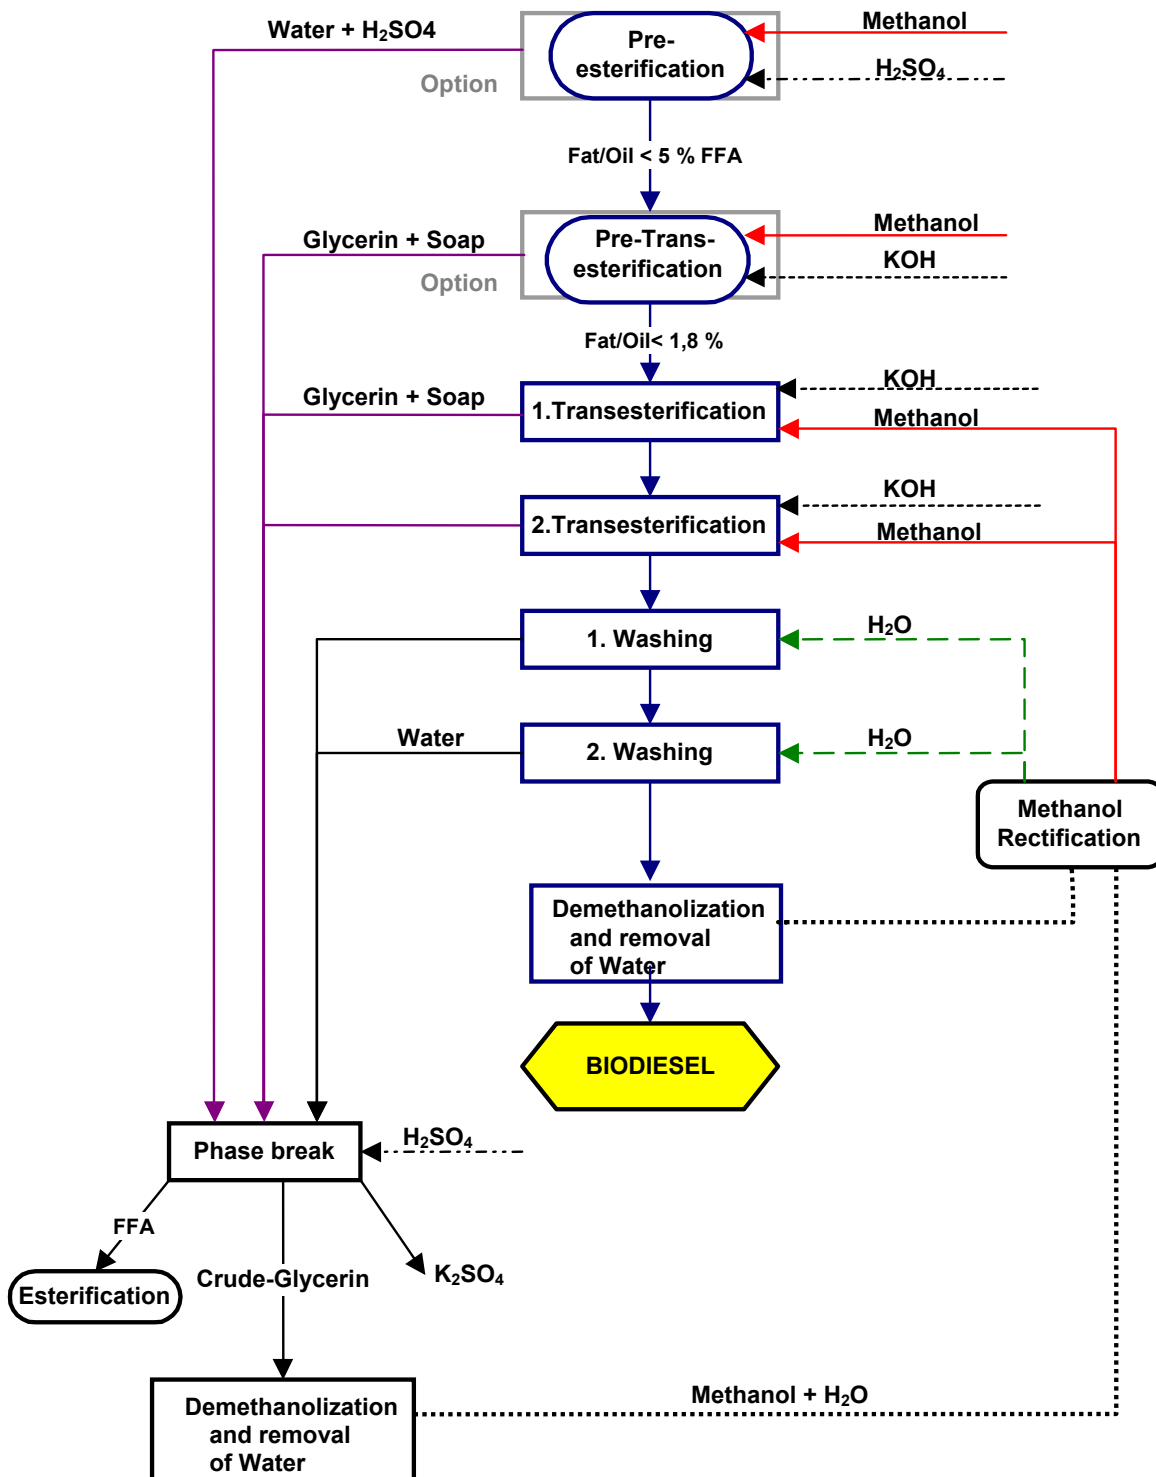 Water + H₂SO4
Pre-
esterification
Methanol
H₂SO₄
Option
Fat/Oil < 5 % FFA
Glycerin + Soap
Pre-Trans-
esterification
Methanol
KOH
Option
Fat/Oil< 1,8 %
Glycerin + Soap
1.Transesterification
KOH
Methanol
2.Transesterification
KOH
Methanol
1. Washing
H₂O
Water
2. Washing
H₂O
Methanol
Rectification
Demethanolization
and removal
of Water
BIODIESEL
Phase break
H₂SO₄
FFA
Esterification
Crude-Glycerin
K₂SO₄
Demethanolization
and removal
of Water
Methanol + H₂O